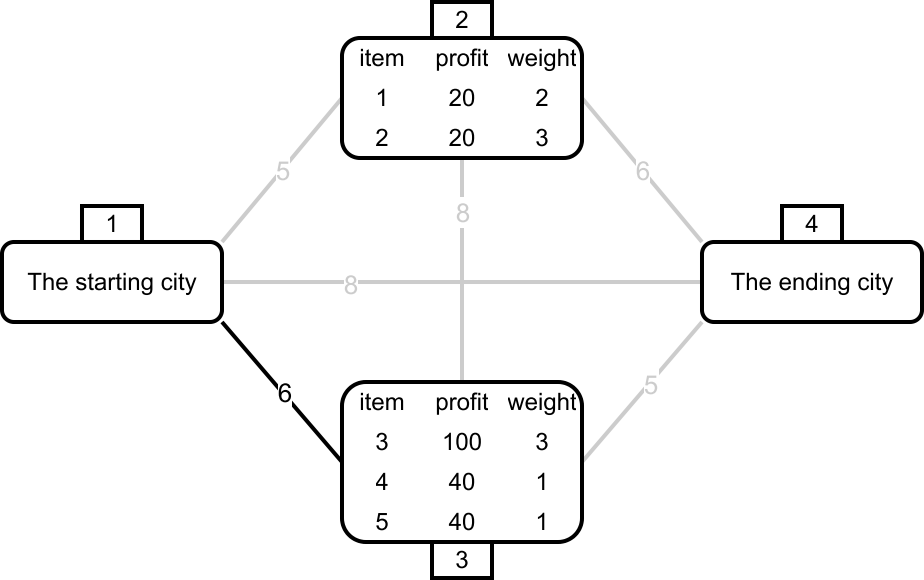 2
item profit weight
1 20 2
2 20 3
5
6
8
1
The starting city
8
4
The ending city
6
5
item profit weight
3 100 3
4 40 1
5 40 1
3